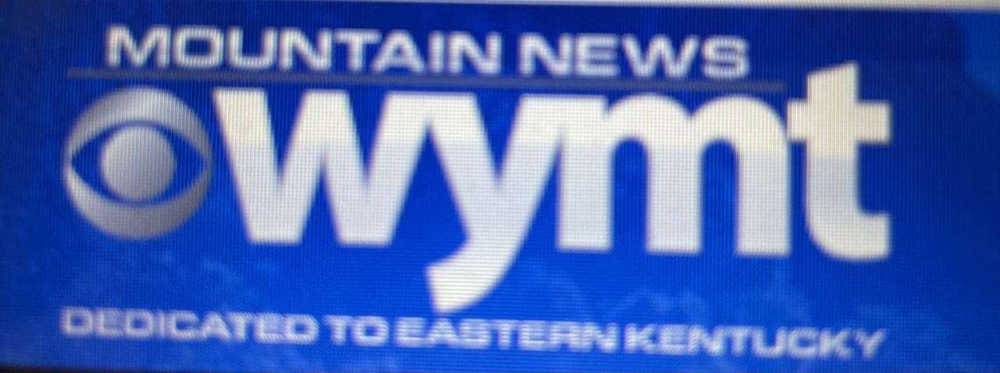 MOUNTAIN NEWS
wymt
DEDICATED TO EASTERN KENTUCKY